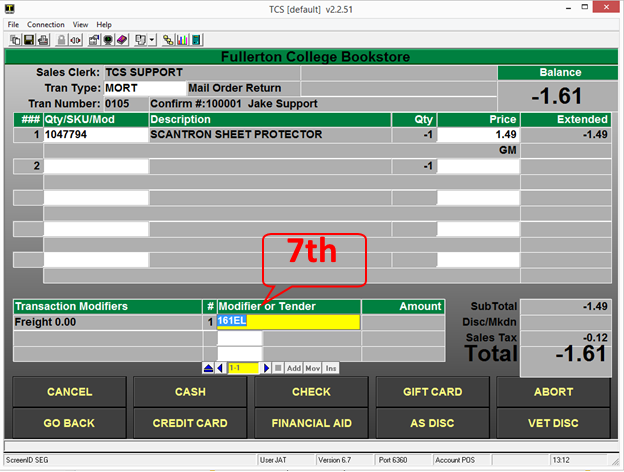 TCS [default] v2.2.51
File Connection View Help
Fullerton College Bookstore
Sales Clerk: TCS SUPPORT
Balance
Tran Type: MORT Mail Order Return
-1.61
Tran Number: 0105 Confirm #:100001 Jake Support
### Qty/SKU/Mod Description Qty Price Extended
1 1047794 SCANTRON SHEET PROTECTOR -1 1.49 -1.49
GM
2 -1
7th
Transaction Modifiers # Modifier or Tender Amount
SubTotal -1.49
Freight 0.00 1 161EL
Disc/Mkdn
Sales Tax -0.12
Total -1.61
1-1 Add Mov Ins
CANCEL CASH CHECK GIFT CARD ABORT
GO BACK CREDIT CARD FINANCIAL AID AS DISC VET DISC
ScreenID SEG User JAT Version 6.7 Port 6360 Account POS 13:12